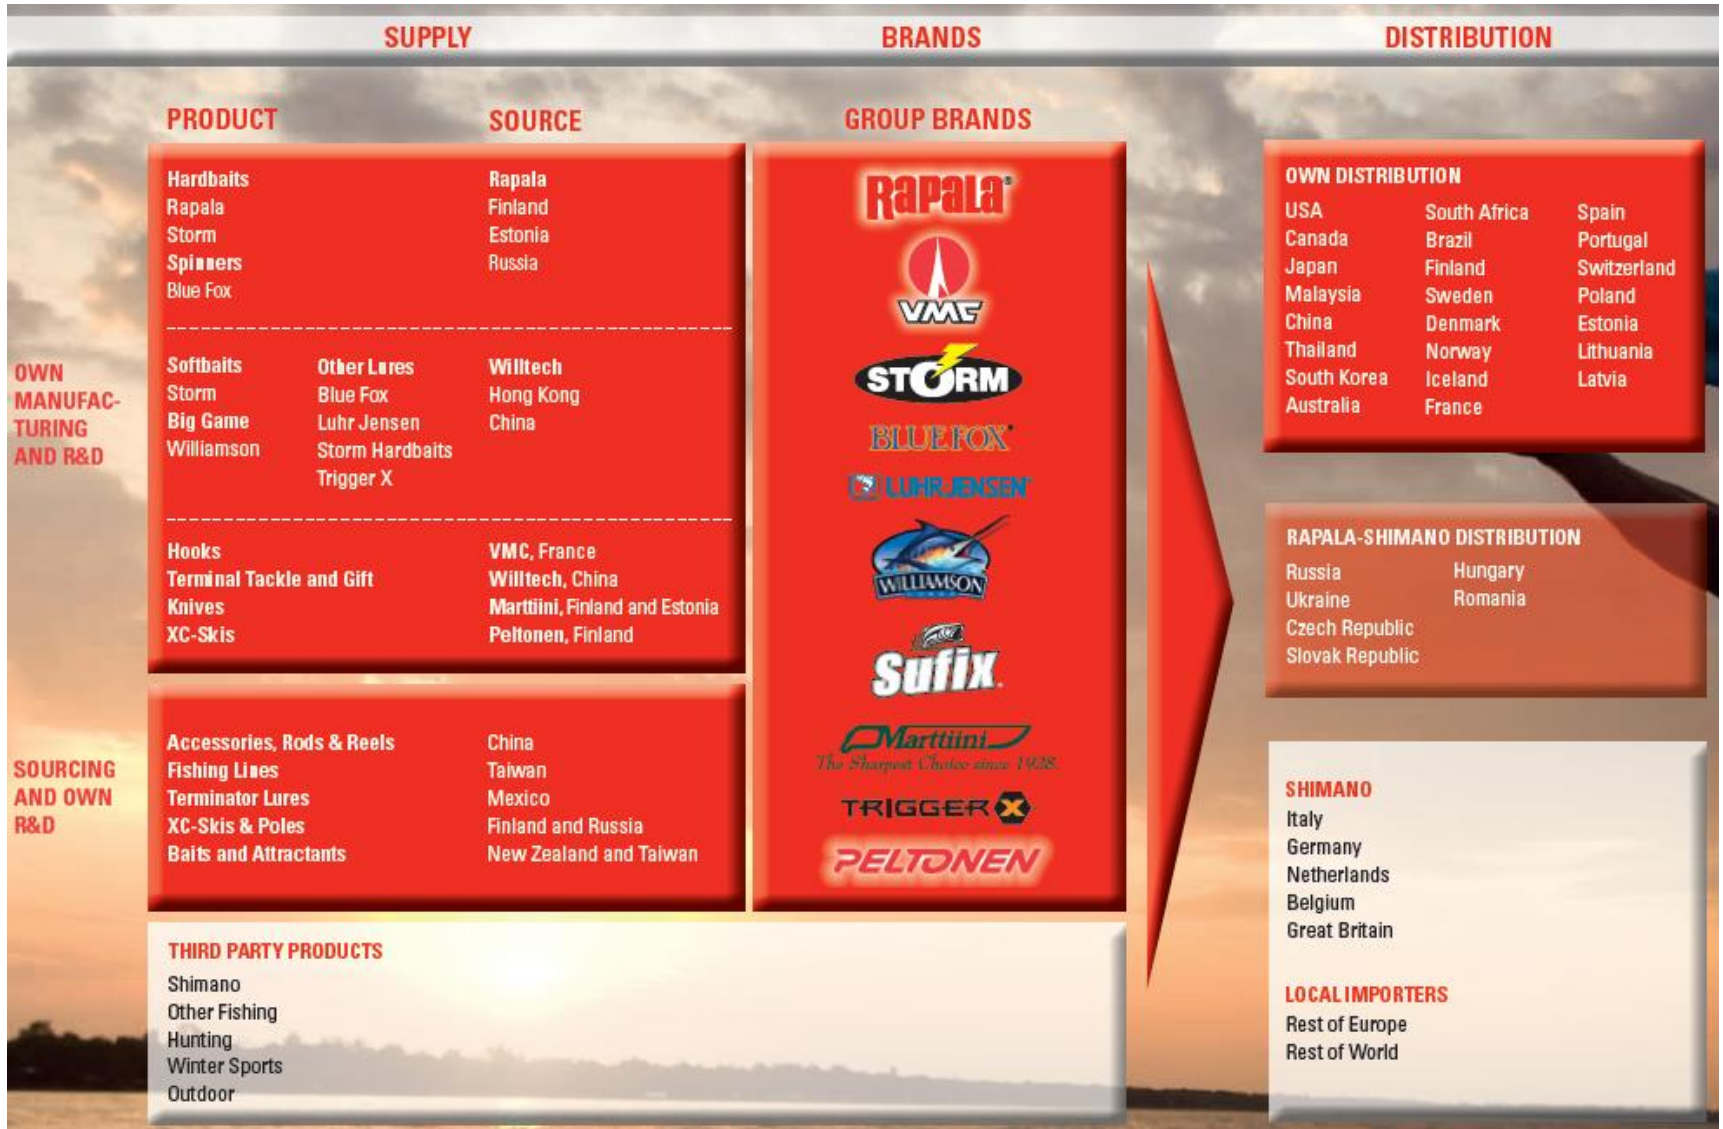 SUPPLY
BRANDS
DISTRIBUTION
PRODUCT
SOURCE
GROUP BRANDS
OWN
MANUFAC-
TURING
AND R&D
Hardbaits
Rapala
Storm
Spinners
Blue Fox
Rapala
Finland
Estonia
Russia
Softbaits
Storm
Big Game
Williamson
Other Lures
Blue Fox
Luhr Jensen
Storm Hardbaits
Trigger X
Willtech
Hong Kong
China
Hooks
Terminal Tackle and Gift
Knives
XC-Skis
VMC, France
Willtech, China
Marttiini, Finland and Estonia
Peltonen, Finland
SOURCING
AND OWN
R&D
Accessories, Rods & Reels
Fishing Lines
Terminator Lures
XC-Skis & Poles
Baits and Attractants
China
Taiwan
Mexico
Finland and Russia
New Zealand and Taiwan
THIRD PARTY PRODUCTS
Shimano
Other Fishing
Hunting
Winter Sports
Outdoor
Rapala®
VMC
STORM
BLUE FOX
LUHR JENSEN
WILLIAMSON
Sufix
Marttiini
The Sharpest Choice since 1928.
TRIGGER X
PELTONEN
OWN DISTRIBUTION
USA
Canada
Japan
Malaysia
China
Thailand
South Korea
Australia
South Africa
Brazil
Finland
Sweden
Denmark
Norway
Iceland
France
Spain
Portugal
Switzerland
Poland
Estonia
Lithuania
Latvia
RAPALA-SHIMANO DISTRIBUTION
Russia
Ukraine
Czech Republic
Slovak Republic
Hungary
Romania
SHIMANO
Italy
Germany
Netherlands
Belgium
Great Britain
LOCAL IMPORTERS
Rest of Europe
Rest of World